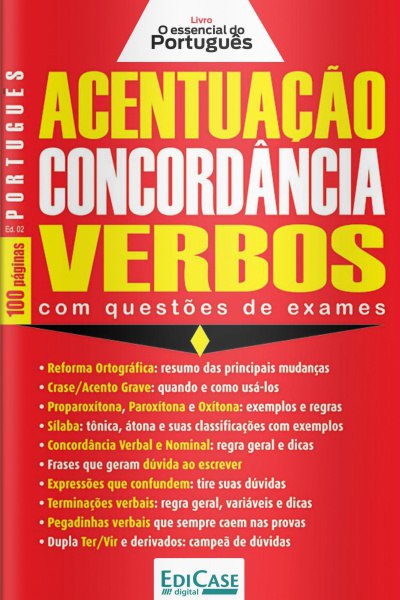 Livro
O essencial do
Português
PORTUGUES
Ed. 02
100 páginas
ACENTUAÇÃO
CONCORDÂNCIA
VERBOS
com questões de exames
• Reforma Ortográfica: resumo das principais mudanças
• Crase/Acento Grave: quando e como usá-los
• Proparoxítona, Paroxítona e Oxítona: exemplos e regras
• Sílaba: tônica, átona e suas classificações com exemplos
• Concordância Verbal e Nominal: regra geral e dicas
• Frases que geram dúvida ao escrever
• Expressões que confundem: tire suas dúvidas
• Terminações verbais: regra geral, variáveis e dicas
• Pegadinhas verbais que sempre caem nas provas
• Dupla Ter/Vir e derivados: campeã de dúvidas
EDICASE
digital